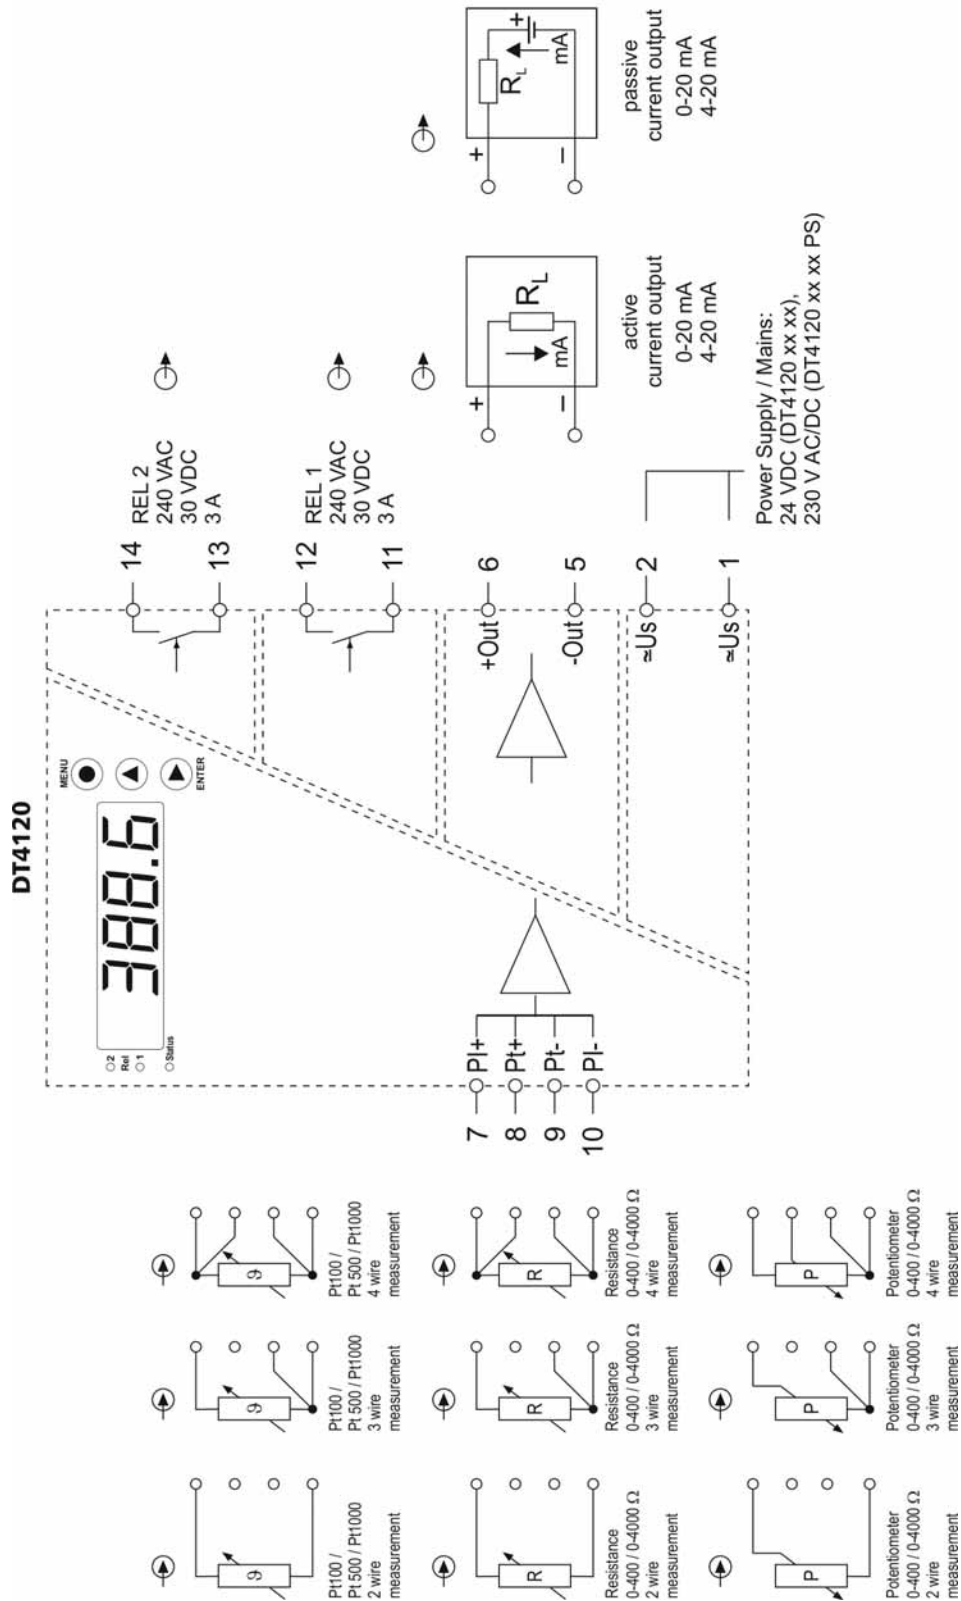 DT4120
2
Rel
1
Status
388.6
MENU
ENTER
14
REL 2
240 VAC
30 VDC
3 A
13
12
REL 1
240 VAC
30 VDC
3 A
11
+Out
6
-Out
5
≃Us
2
≃Us
1
7
PI+
8
Pt+
9
Pt-
10
PI-
+
−
RL
mA
active
current output
0-20 mA
4-20 mA
+
−
RL
+
mA
passive
current output
0-20 mA
4-20 mA
Power Supply / Mains:
24 VDC (DT4120 xx xx),
230 V AC/DC (DT4120 xx xx PS)
ϑ
Pt100 /
Pt 500 / Pt1000
2 wire
measurement
ϑ
Pt100 /
Pt 500 / Pt1000
3 wire
measurement
ϑ
Pt100 /
Pt 500 / Pt1000
4 wire
measurement
R
Resistance
0-400 / 0-4000 Ω
2 wire
measurement
R
Resistance
0-400 / 0-4000 Ω
3 wire
measurement
R
Resistance
0-400 / 0-4000 Ω
4 wire
measurement
P
Potentiometer
0-400 / 0-4000 Ω
2 wire
measurement
P
Potentiometer
0-400 / 0-4000 Ω
3 wire
measurement
P
Potentiometer
0-400 / 0-4000 Ω
4 wire
measurement